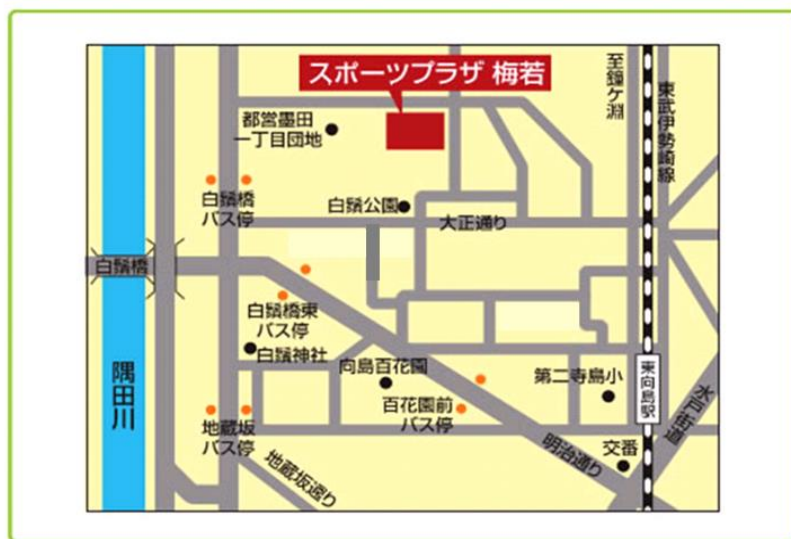 スポーツプラザ 梅若
至鐘ケ淵
東武伊勢崎線
都営墨田
一丁目団地
白鬚橋
バス停
白鬚公園
大正通り
白鬚橋
白鬚橋東
バス停
白鬚神社
向島百花園
第二寺島小
東向島駅
隅田川
百花園前
バス停
水戸街道
地蔵坂
バス停
明治通り
交番
地蔵坂通り